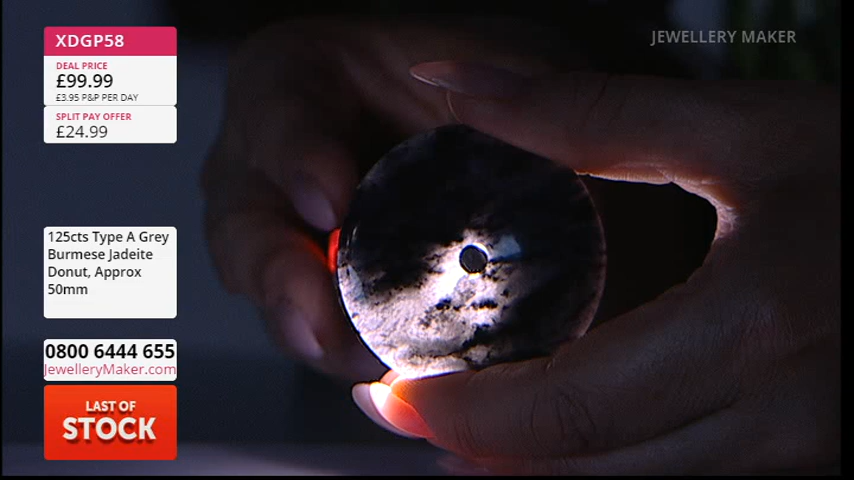 XDGP58
DEAL PRICE
£99.99
£3.95 P&P PER DAY
SPLIT PAY OFFER
£24.99
125cts Type A Grey
Burmese Jadeite
Donut, Approx
50mm
0800 6444 655
JewelleryMaker.com
LAST OF
STOCK
JEWELLERY MAKER